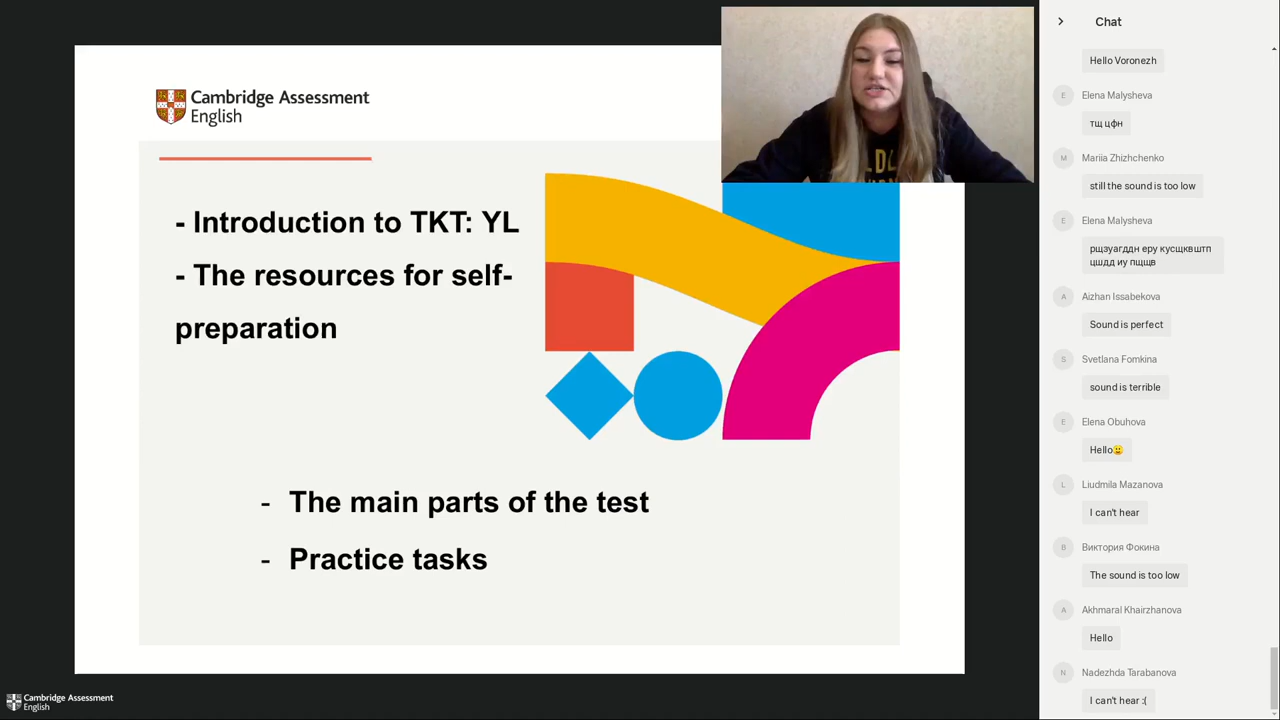 Cambridge Assessment
English
- Introduction to TKT: YL
- The resources for self-
preparation
- The main parts of the test
- Practice tasks
Cambridge Assessment
English
Chat
Hello Voronezh
E Elena Malysheva
тщ цфн
M Mariia Zhizhchenko
still the sound is too low
E Elena Malysheva
рщзуагддн еру кусщквштп
цшдд иу пщщв
A Aizhan Issabekova
Sound is perfect
S Svetlana Fomkina
sound is terrible
E Elena Obuhova
Hello😀
L Liudmila Mazanova
I can't hear
В Виктория Фокина
The sound is too low
A Akhmaral Khairzhanova
Hello
N Nadezhda Tarabanova
I can't hear :(